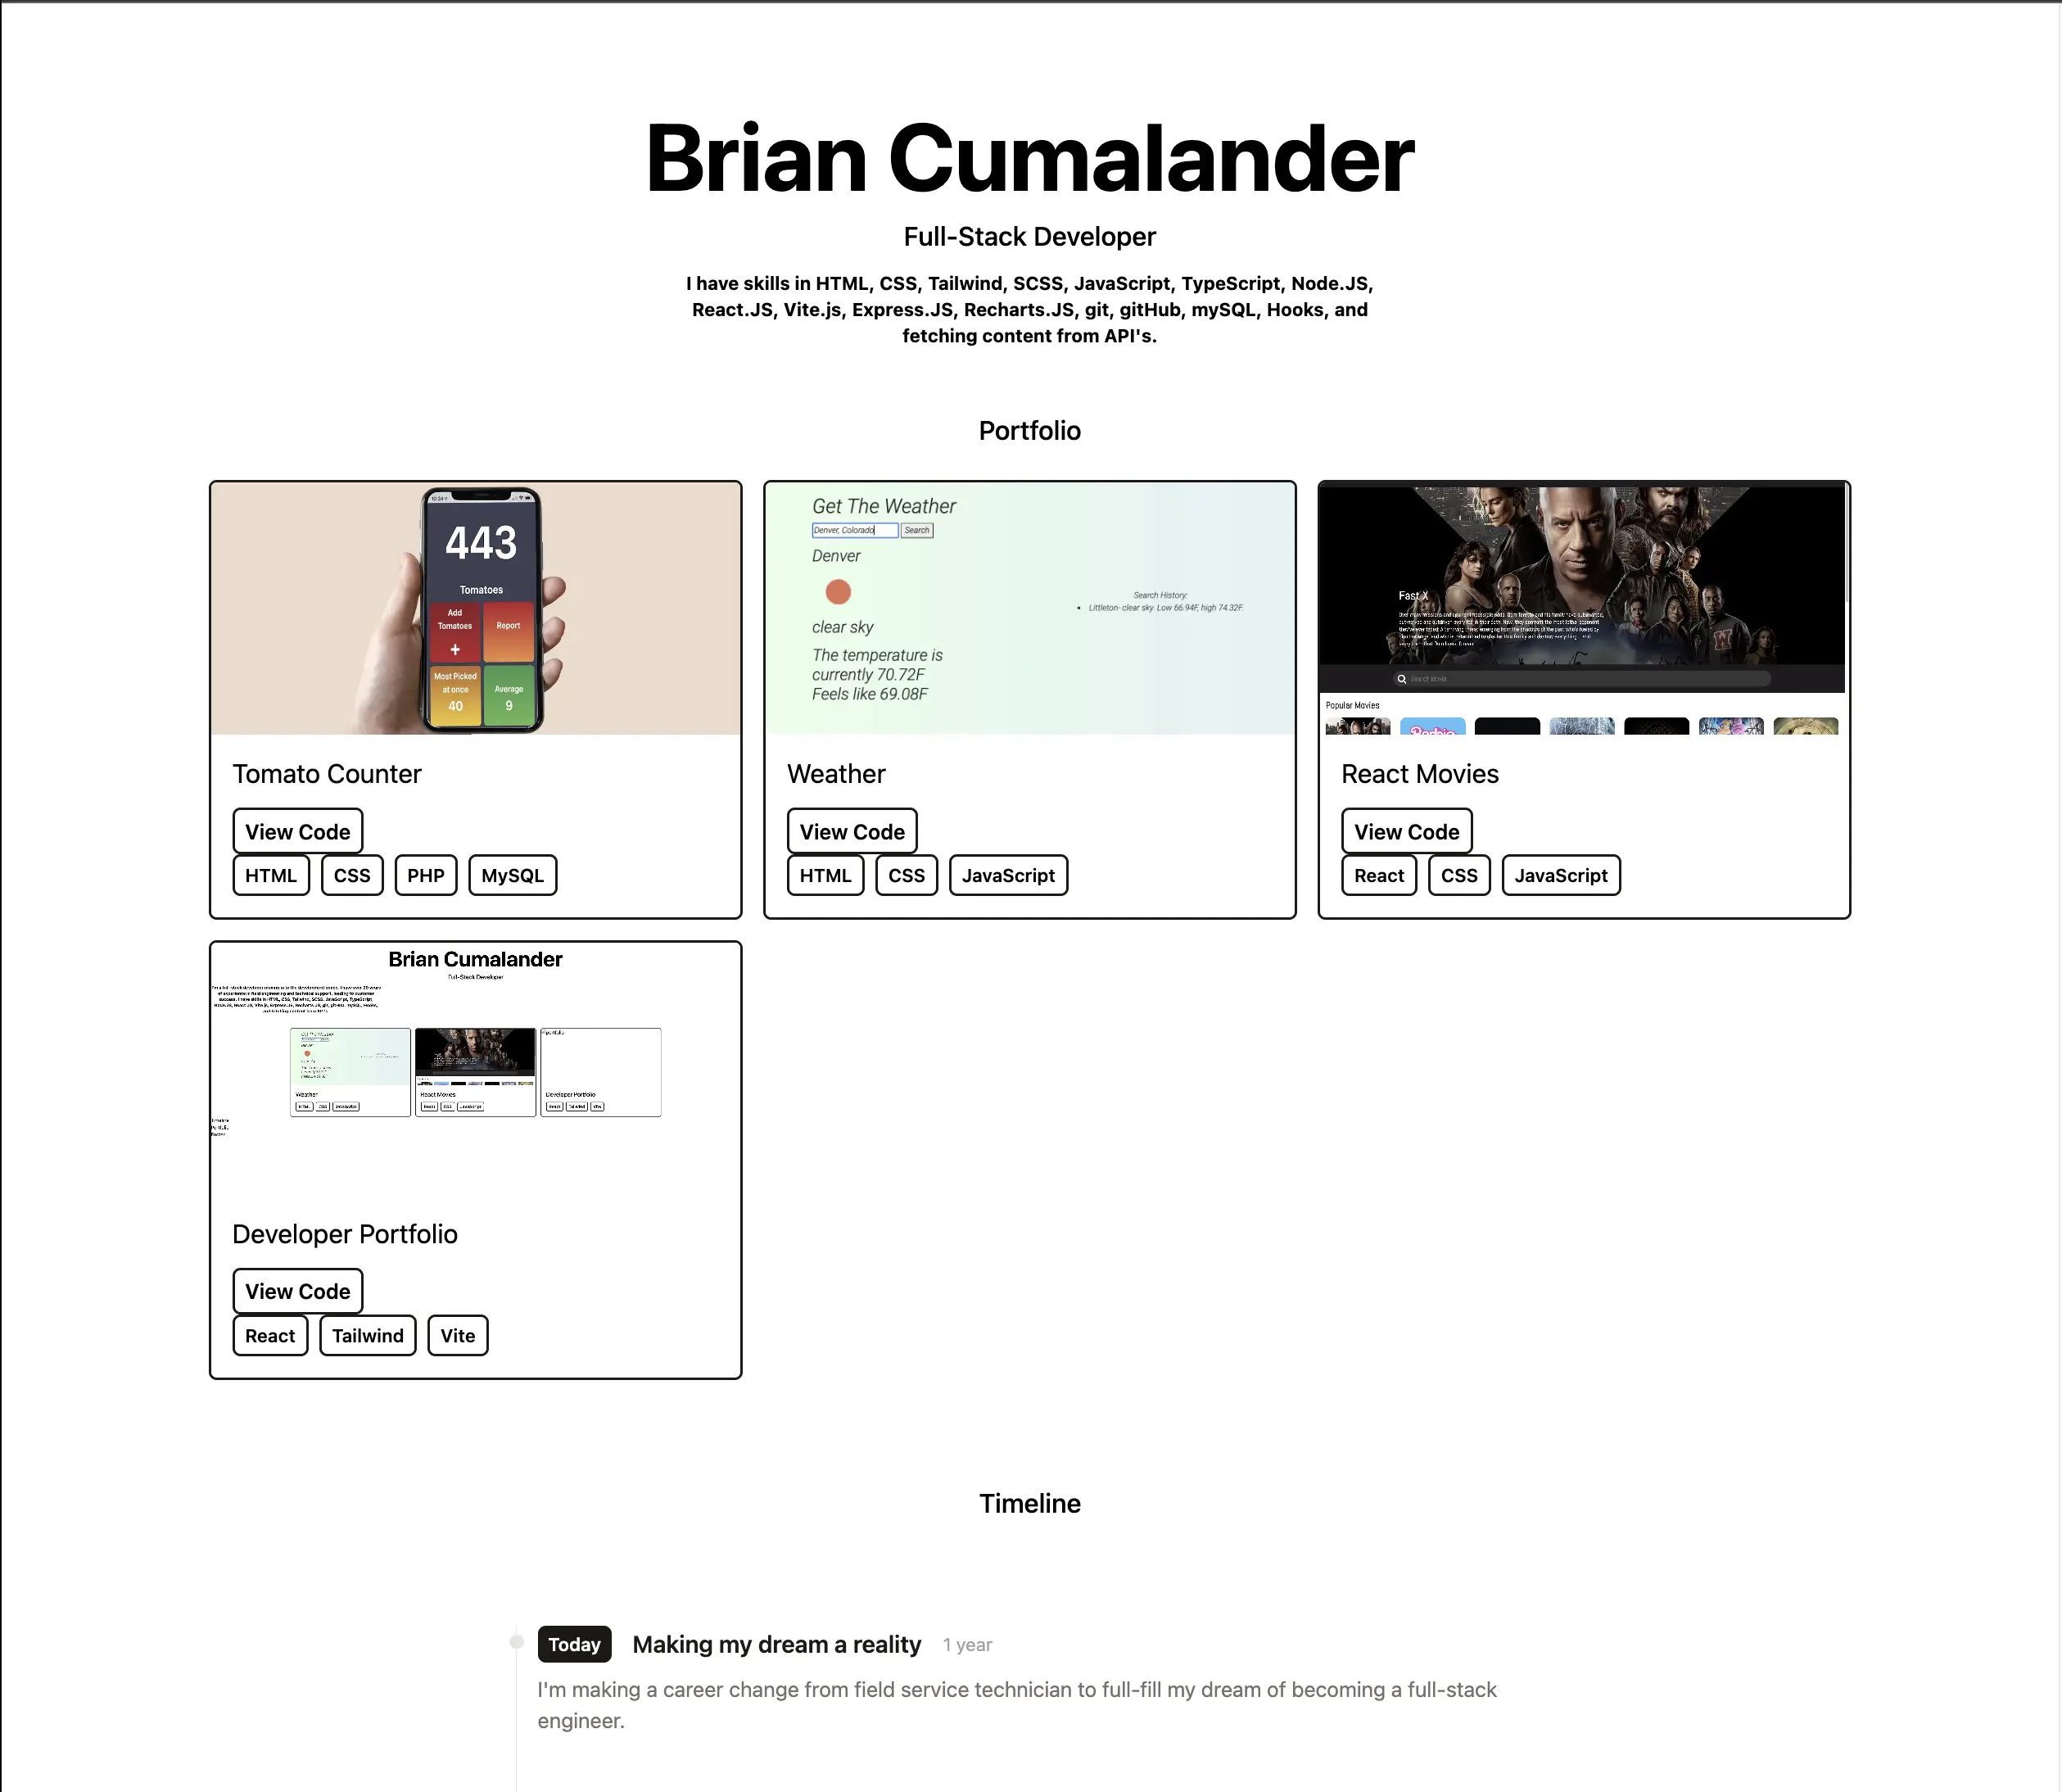 Brian Cumalander
Full-Stack Developer
I have skills in HTML, CSS, Tailwind, SCSS, JavaScript, TypeScript, Node.JS,
React.JS, Vite.js, Express.JS, Recharts.JS, git, gitHub, mySQL, Hooks, and
fetching content from API's.
Portfolio
443
Tomatoes
Add
Tomatoes
+
Report
Most Picked
at once
40
Average
9
Tomato Counter
View Code
HTML CSS PHP MySQL
Get The Weather
Denver, Colorado Search
Denver
clear sky
The temperature is
currently 70.72F
Feels like 69.08F
Search History:
• Littleton- clear sky. Low 66.94F, high 74.32F.
Weather
View Code
HTML CSS JavaScript
Fast X
Search Movie
Popular Movies
Barbie
React Movies
View Code
React CSS JavaScript
Brian Cumalander
Full-Stack Developer
Weather
React Movies
Developer Portfolio
Developer Portfolio
View Code
React Tailwind Vite
Timeline
Today Making my dream a reality 1 year
I'm making a career change from field service technician to full-fill my dream of becoming a full-stack
engineer.